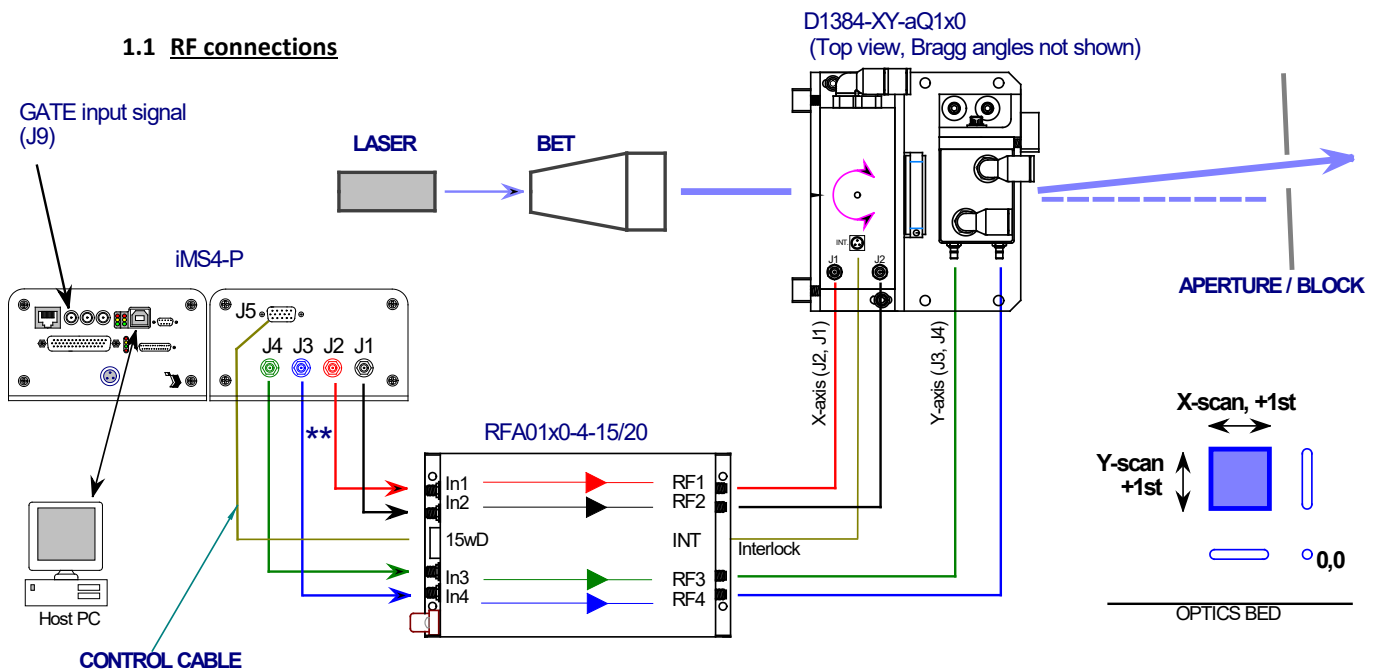 D1384-XY-aQ1x0
(Top view, Bragg angles not shown)
1.1 RF connections
GATE input signal
(J9)
LASER
BET
INT.
J1
J2
APERTURE / BLOCK
iMS4-P
J5
J4
J3
J2
J1
**
X-axis (J2, J1)
Y-axis (J3, J4)
RFA01x0-4-15/20
In1
In2
15wD
In3
In4
RF1
RF2
INT
RF3
RF4
Interlock
X-scan, +1st
Y-scan
+1st
0,0
OPTICS BED
Host PC
CONTROL CABLE